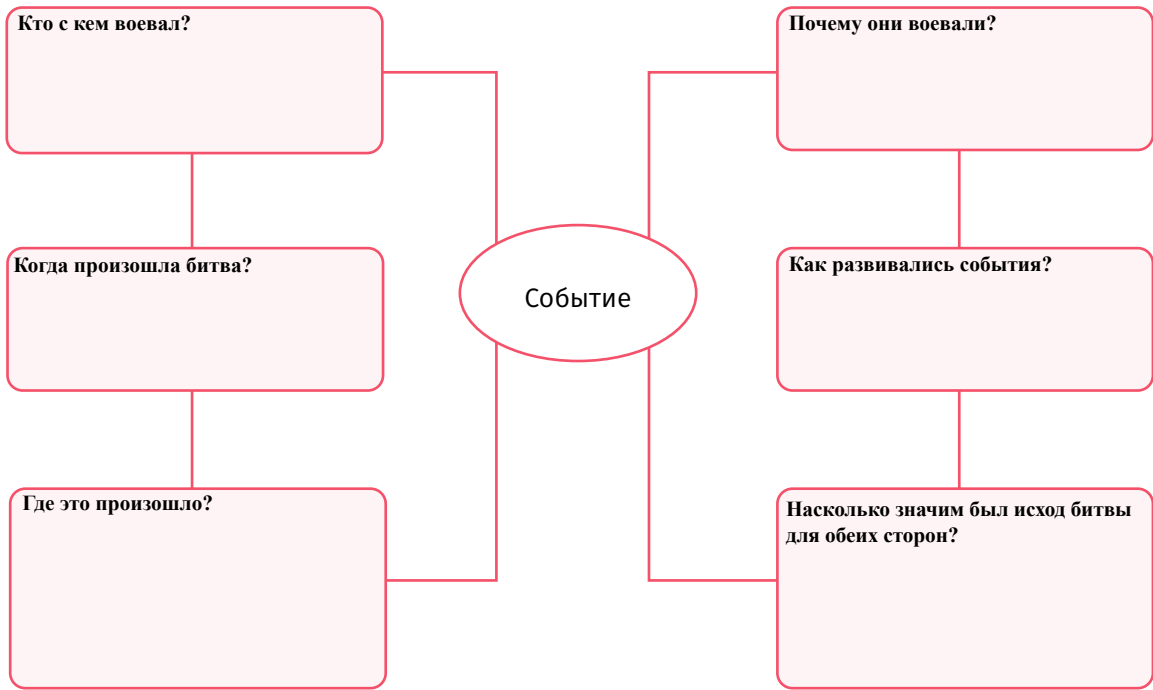 Кто с кем воевал?
Почему они воевали?
Когда произошла битва?
Как развивались события?
Событие
Где это произошло?
Насколько значим был исход битвы
для обеих сторон?